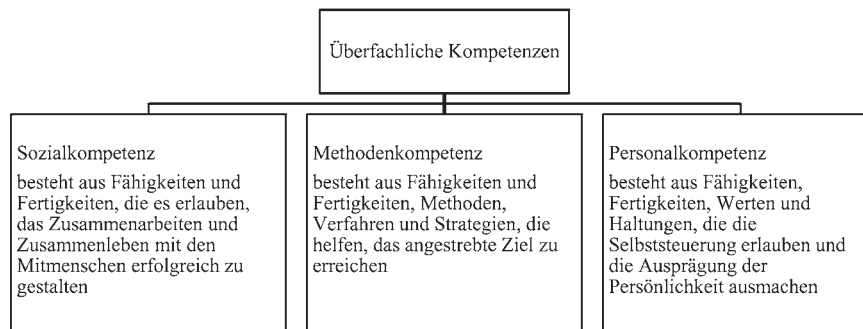 Überfachliche Kompetenzen
Sozialkompetenz
besteht aus Fähigkeiten und
Fertigkeiten, die es erlauben,
das Zusammenarbeiten und
Zusammenleben mit den
Mitmenschen erfolgreich zu
gestalten
Methodenkompetenz
besteht aus Fähigkeiten und
Fertigkeiten, Methoden,
Verfahren und Strategien, die
helfen, das angestrebte Ziel zu
erreichen
Personalkompetenz
besteht aus Fähigkeiten,
Fertigkeiten, Werten und
Haltungen, die die
Selbststeuerung erlauben und
die Ausprägung der
Persönlichkeit ausmachen